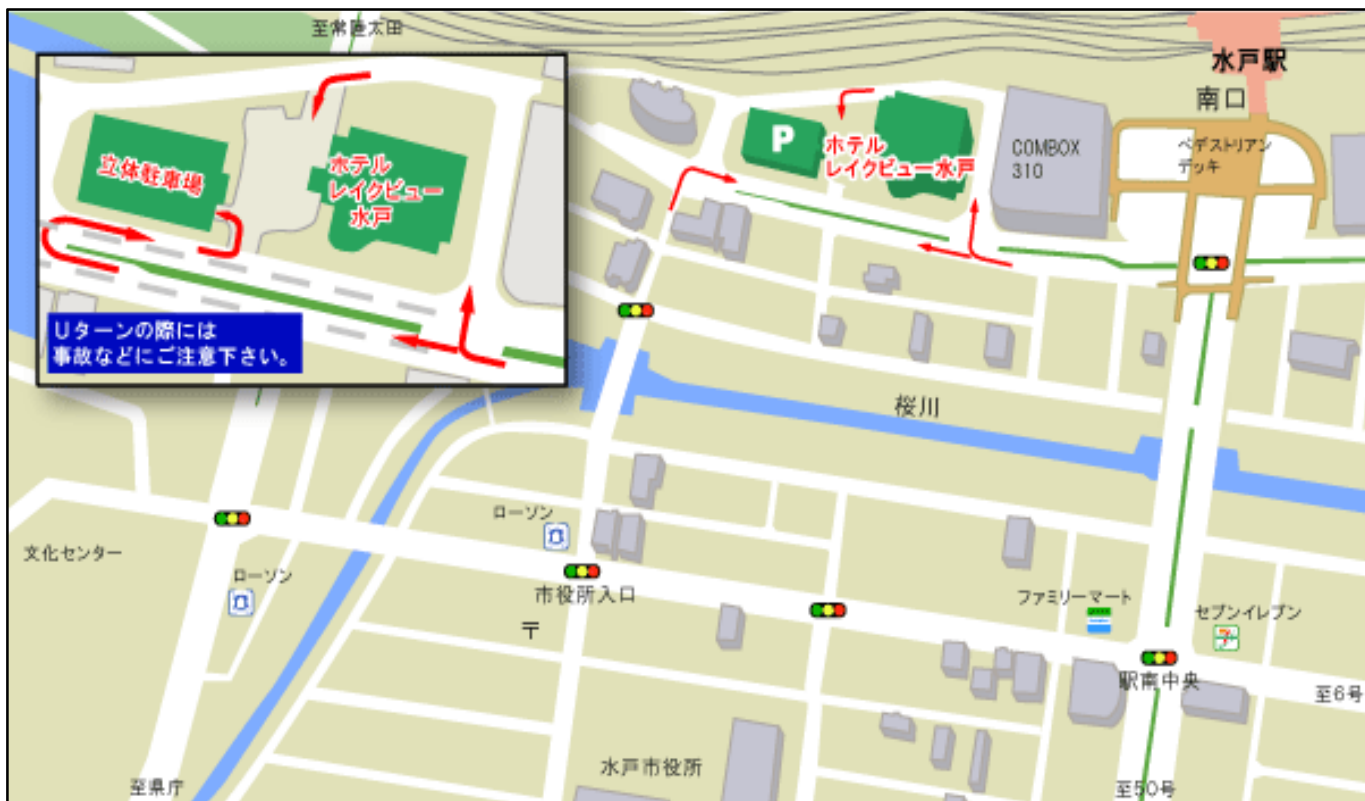 至常陸太田
立体駐車場
ホテル
レイクビュー
水戸
Uターンの際には
事故などにご注意下さい。
P
ホテル
レイクビュー水戸
COMBOX
310
水戸駅
南口
ペデストリアン
デッキ
桜川
文化センター
ローソン
ローソン
市役所入口
〒
ファミリーマート
セブンイレブン
駅南中央
至6号
水戸市役所
至県庁
至50号